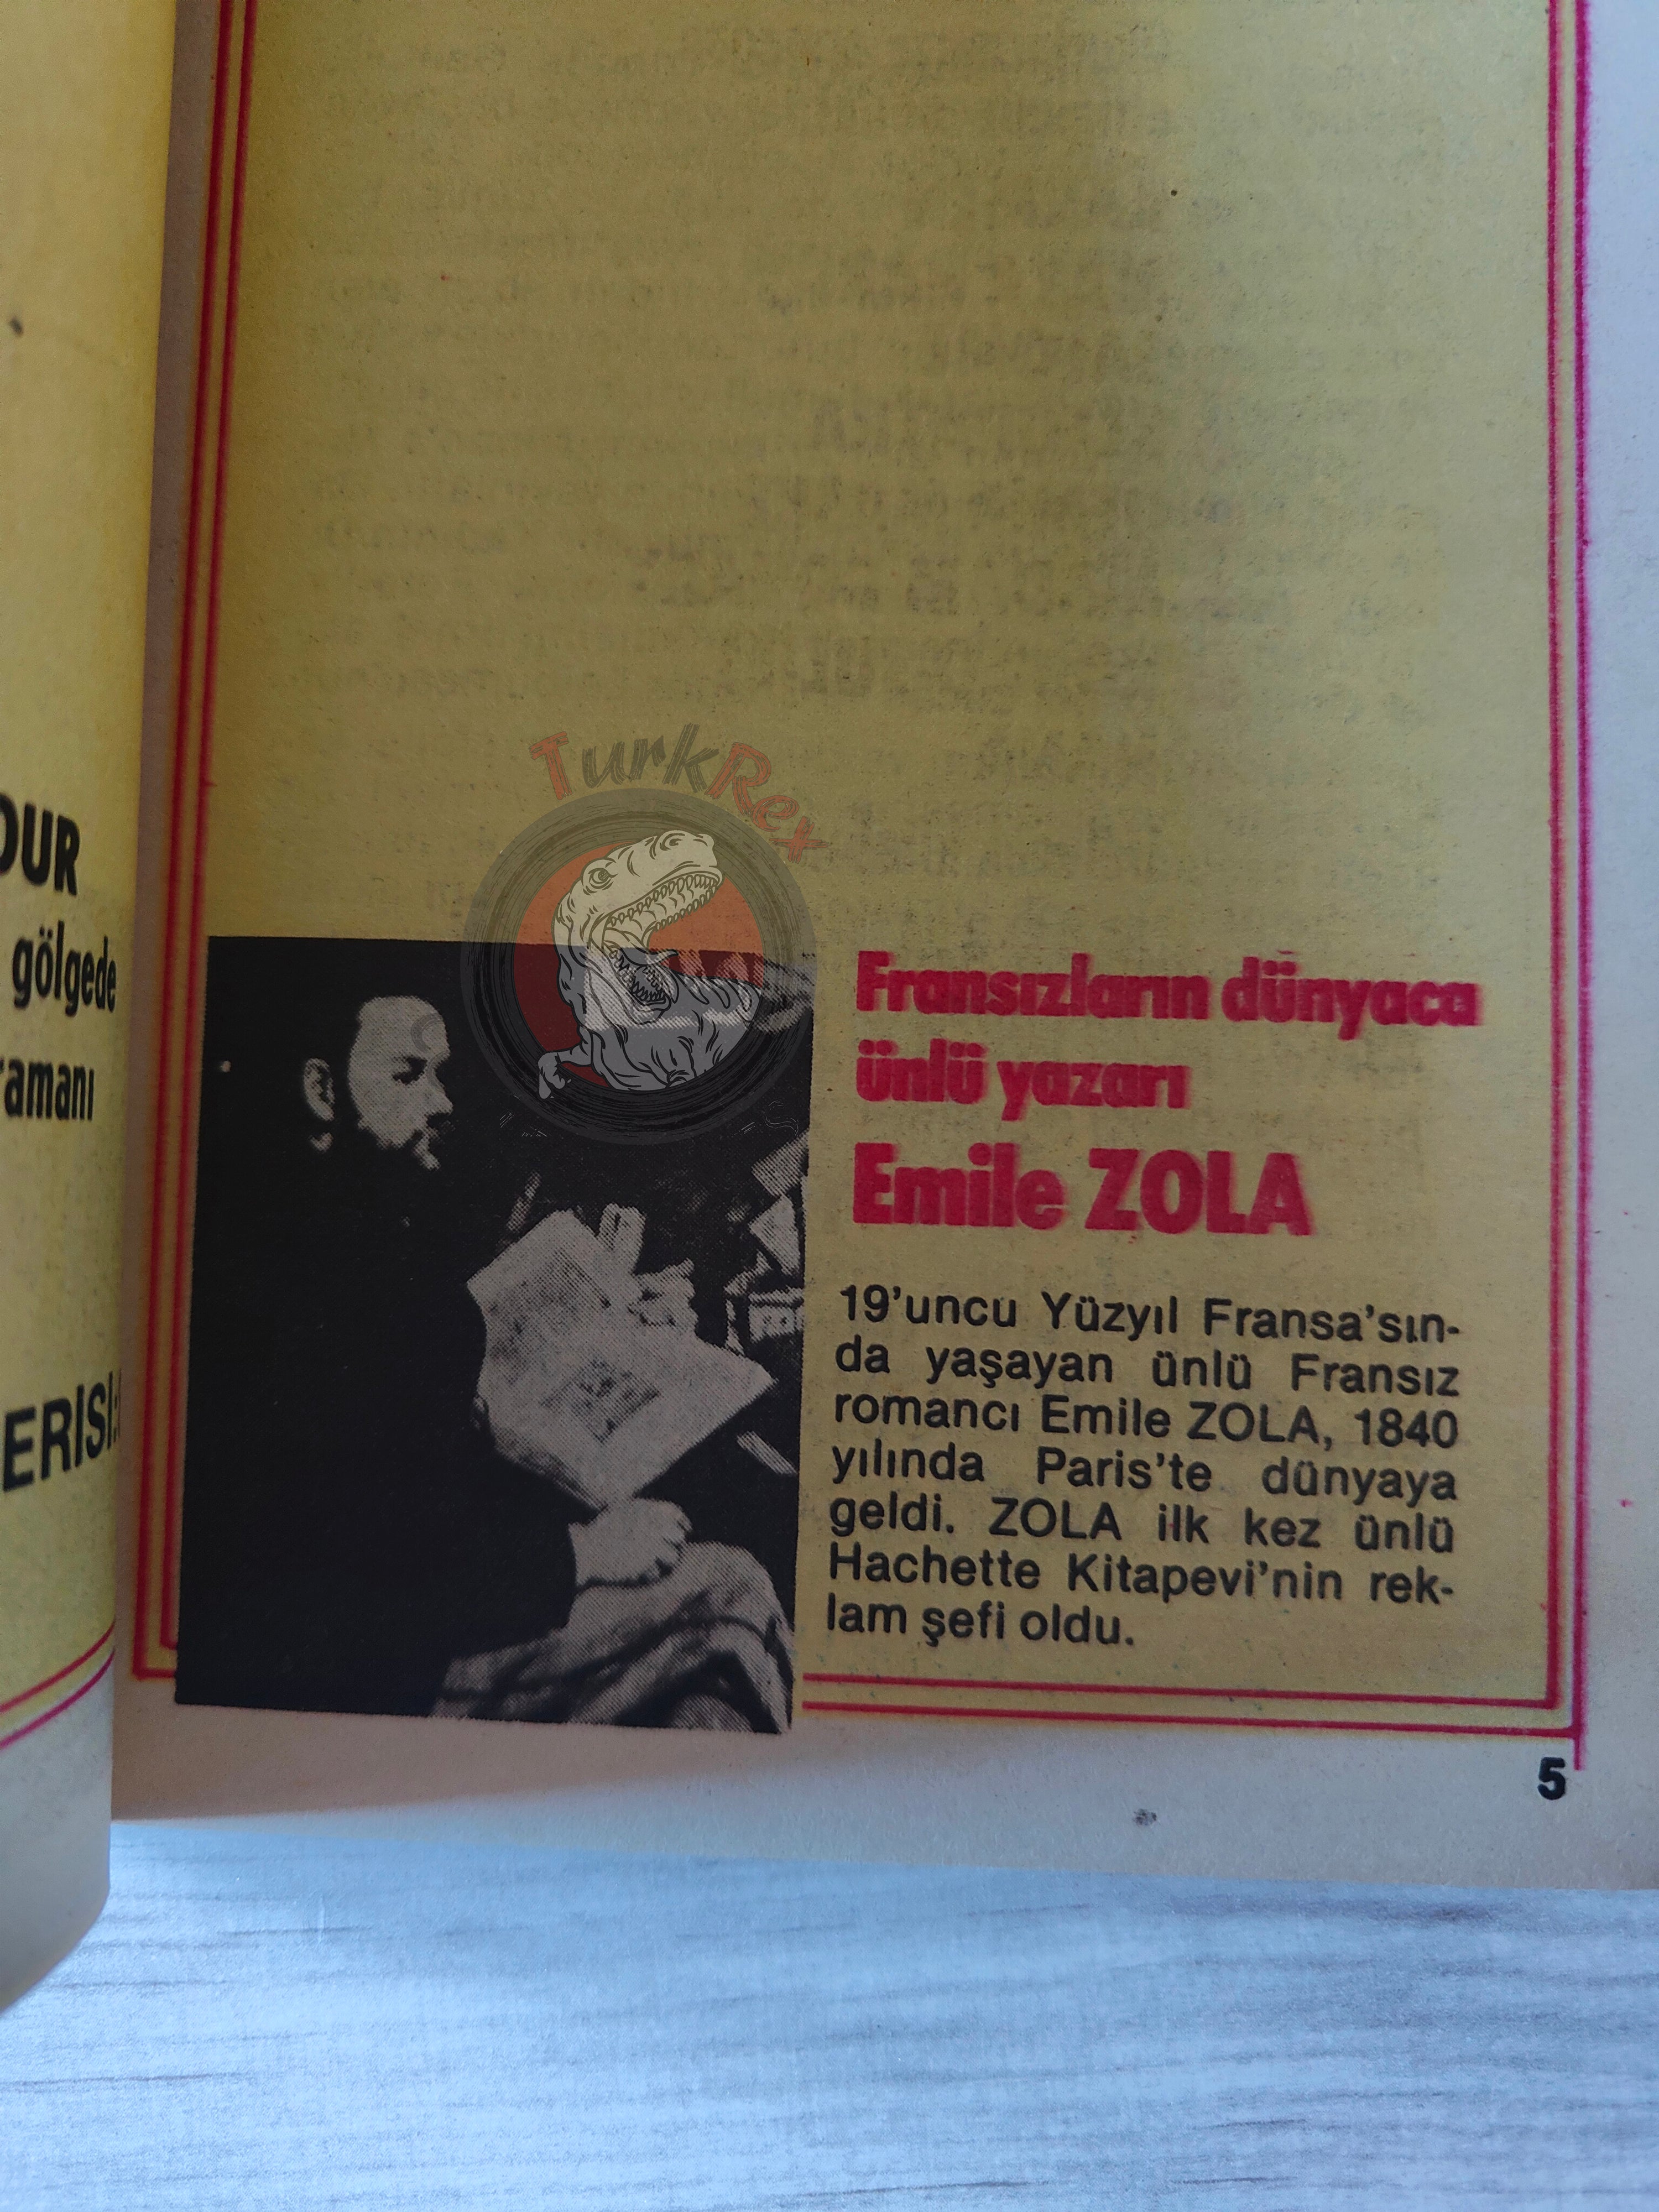 DUR
gölgede
amanı
ERISI:
TurkRex
Fransızların dünyaca
ünlü yazarı
Emile ZOLA
19'uncu Yüzyıl Fransa'sın-
da yaşayan ünlü Fransız
romancı Emile ZOLA, 1840
yılında Paris'te dünyaya
geldi. ZOLA ilk kez ünlü
Hachette Kitapevi'nin rek-
lam şefi oldu.
5